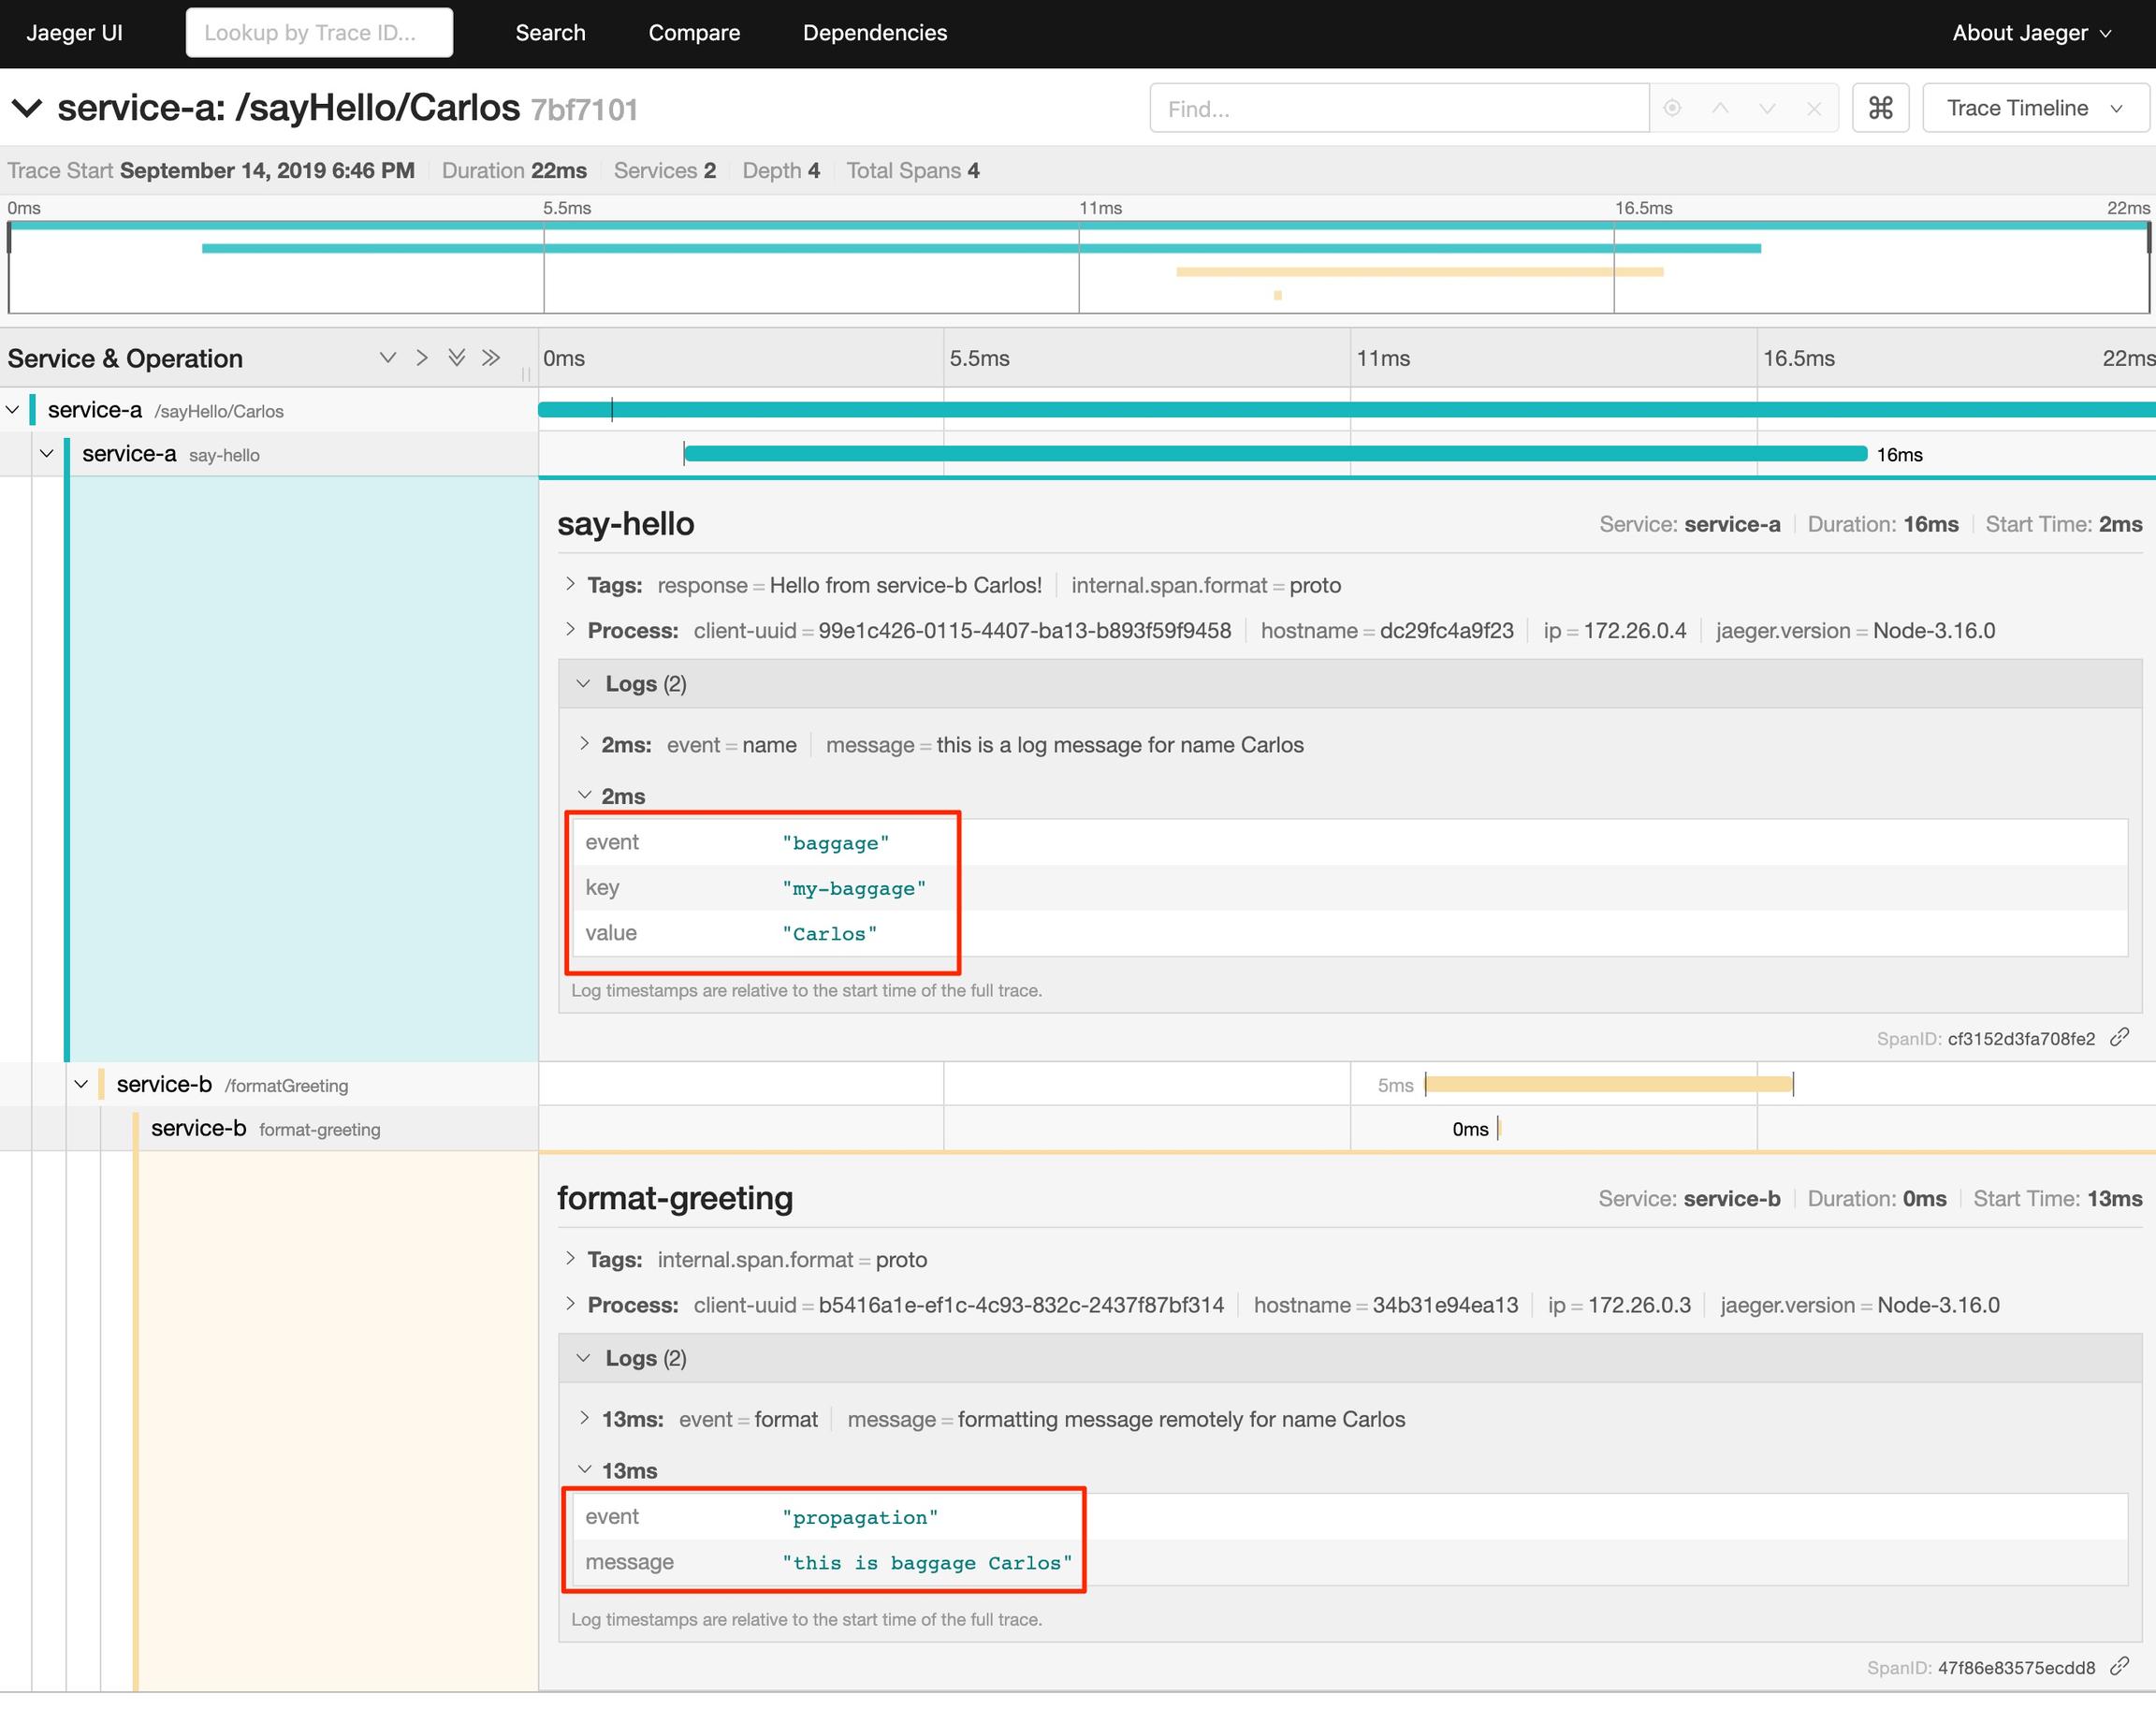 Jaeger UI Lookup by Trace ID... Search Compare Dependencies About Jaeger
service-a: /sayHello/Carlos 7bf7101 Find... ⌘ Trace Timeline
Trace Start September 14, 2019 6:46 PM Duration 22ms Services 2 Depth 4 Total Spans 4
0ms 5.5ms 11ms 16.5ms 22ms
Service & Operation 0ms 5.5ms 11ms 16.5ms 22ms
service-a /sayHello/Carlos
service-a say-hello 16ms
say-hello Service: service-a Duration: 16ms Start Time: 2ms
Tags: response = Hello from service-b Carlos! internal.span.format = proto
Process: client-uuid = 99e1c426-0115-4407-ba13-b893f59f9458 hostname = dc29fc4a9f23 ip = 172.26.0.4 jaeger.version = Node-3.16.0
Logs (2)
2ms: event = name message = this is a log message for name Carlos
2ms
event "baggage"
key "my-baggage"
value "Carlos"
Log timestamps are relative to the start time of the full trace.
SpanID: cf3152d3fa708fe2
service-b /formatGreeting 5ms
service-b format-greeting 0ms
format-greeting Service: service-b Duration: 0ms Start Time: 13ms
Tags: internal.span.format = proto
Process: client-uuid = b5416a1e-ef1c-4c93-832c-2437f87bf314 hostname = 34b31e94ea13 ip = 172.26.0.3 jaeger.version = Node-3.16.0
Logs (2)
13ms: event = format message = formatting message remotely for name Carlos
13ms
event "propagation"
message "this is baggage Carlos"
Log timestamps are relative to the start time of the full trace.
SpanID: 47f86e83575ecdd8